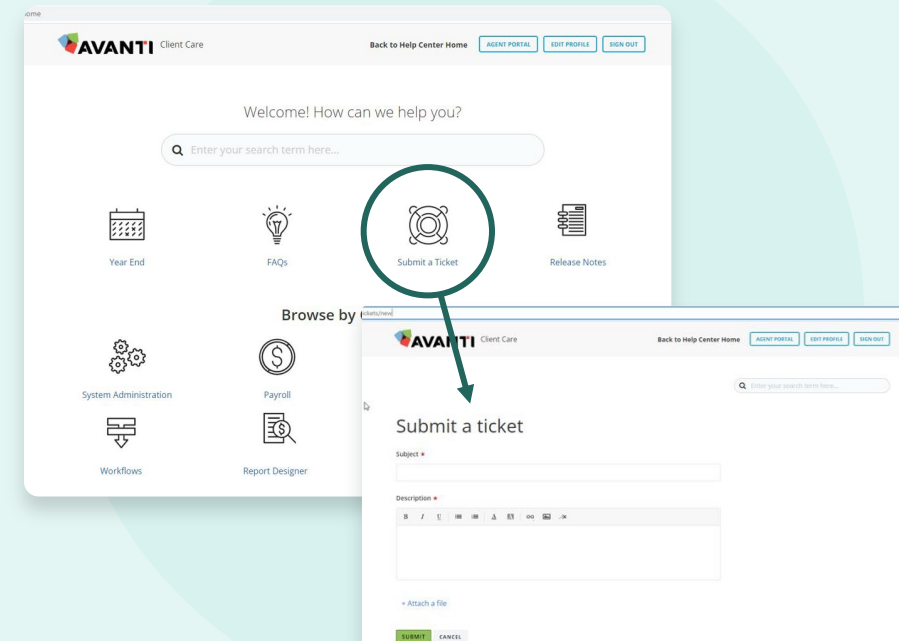 ome
AVANTI Client Care
Back to Help Center Home AGENT PORTAL EDIT PROFILE SIGN OUT
Welcome! How can we help you?
Enter your search term here...
Year End FAQs Submit a Ticket Release Notes
Browse by
System Administration Payroll
Workflows Report Designer
ickets/new
AVANTI Client Care
Back to Help Center Home AGENT PORTAL EDIT PROFILE SIGN OUT
Enter your search term here...
Submit a ticket
Subject *
Description *
B I U A
+ Attach a file
SUBMIT CANCEL